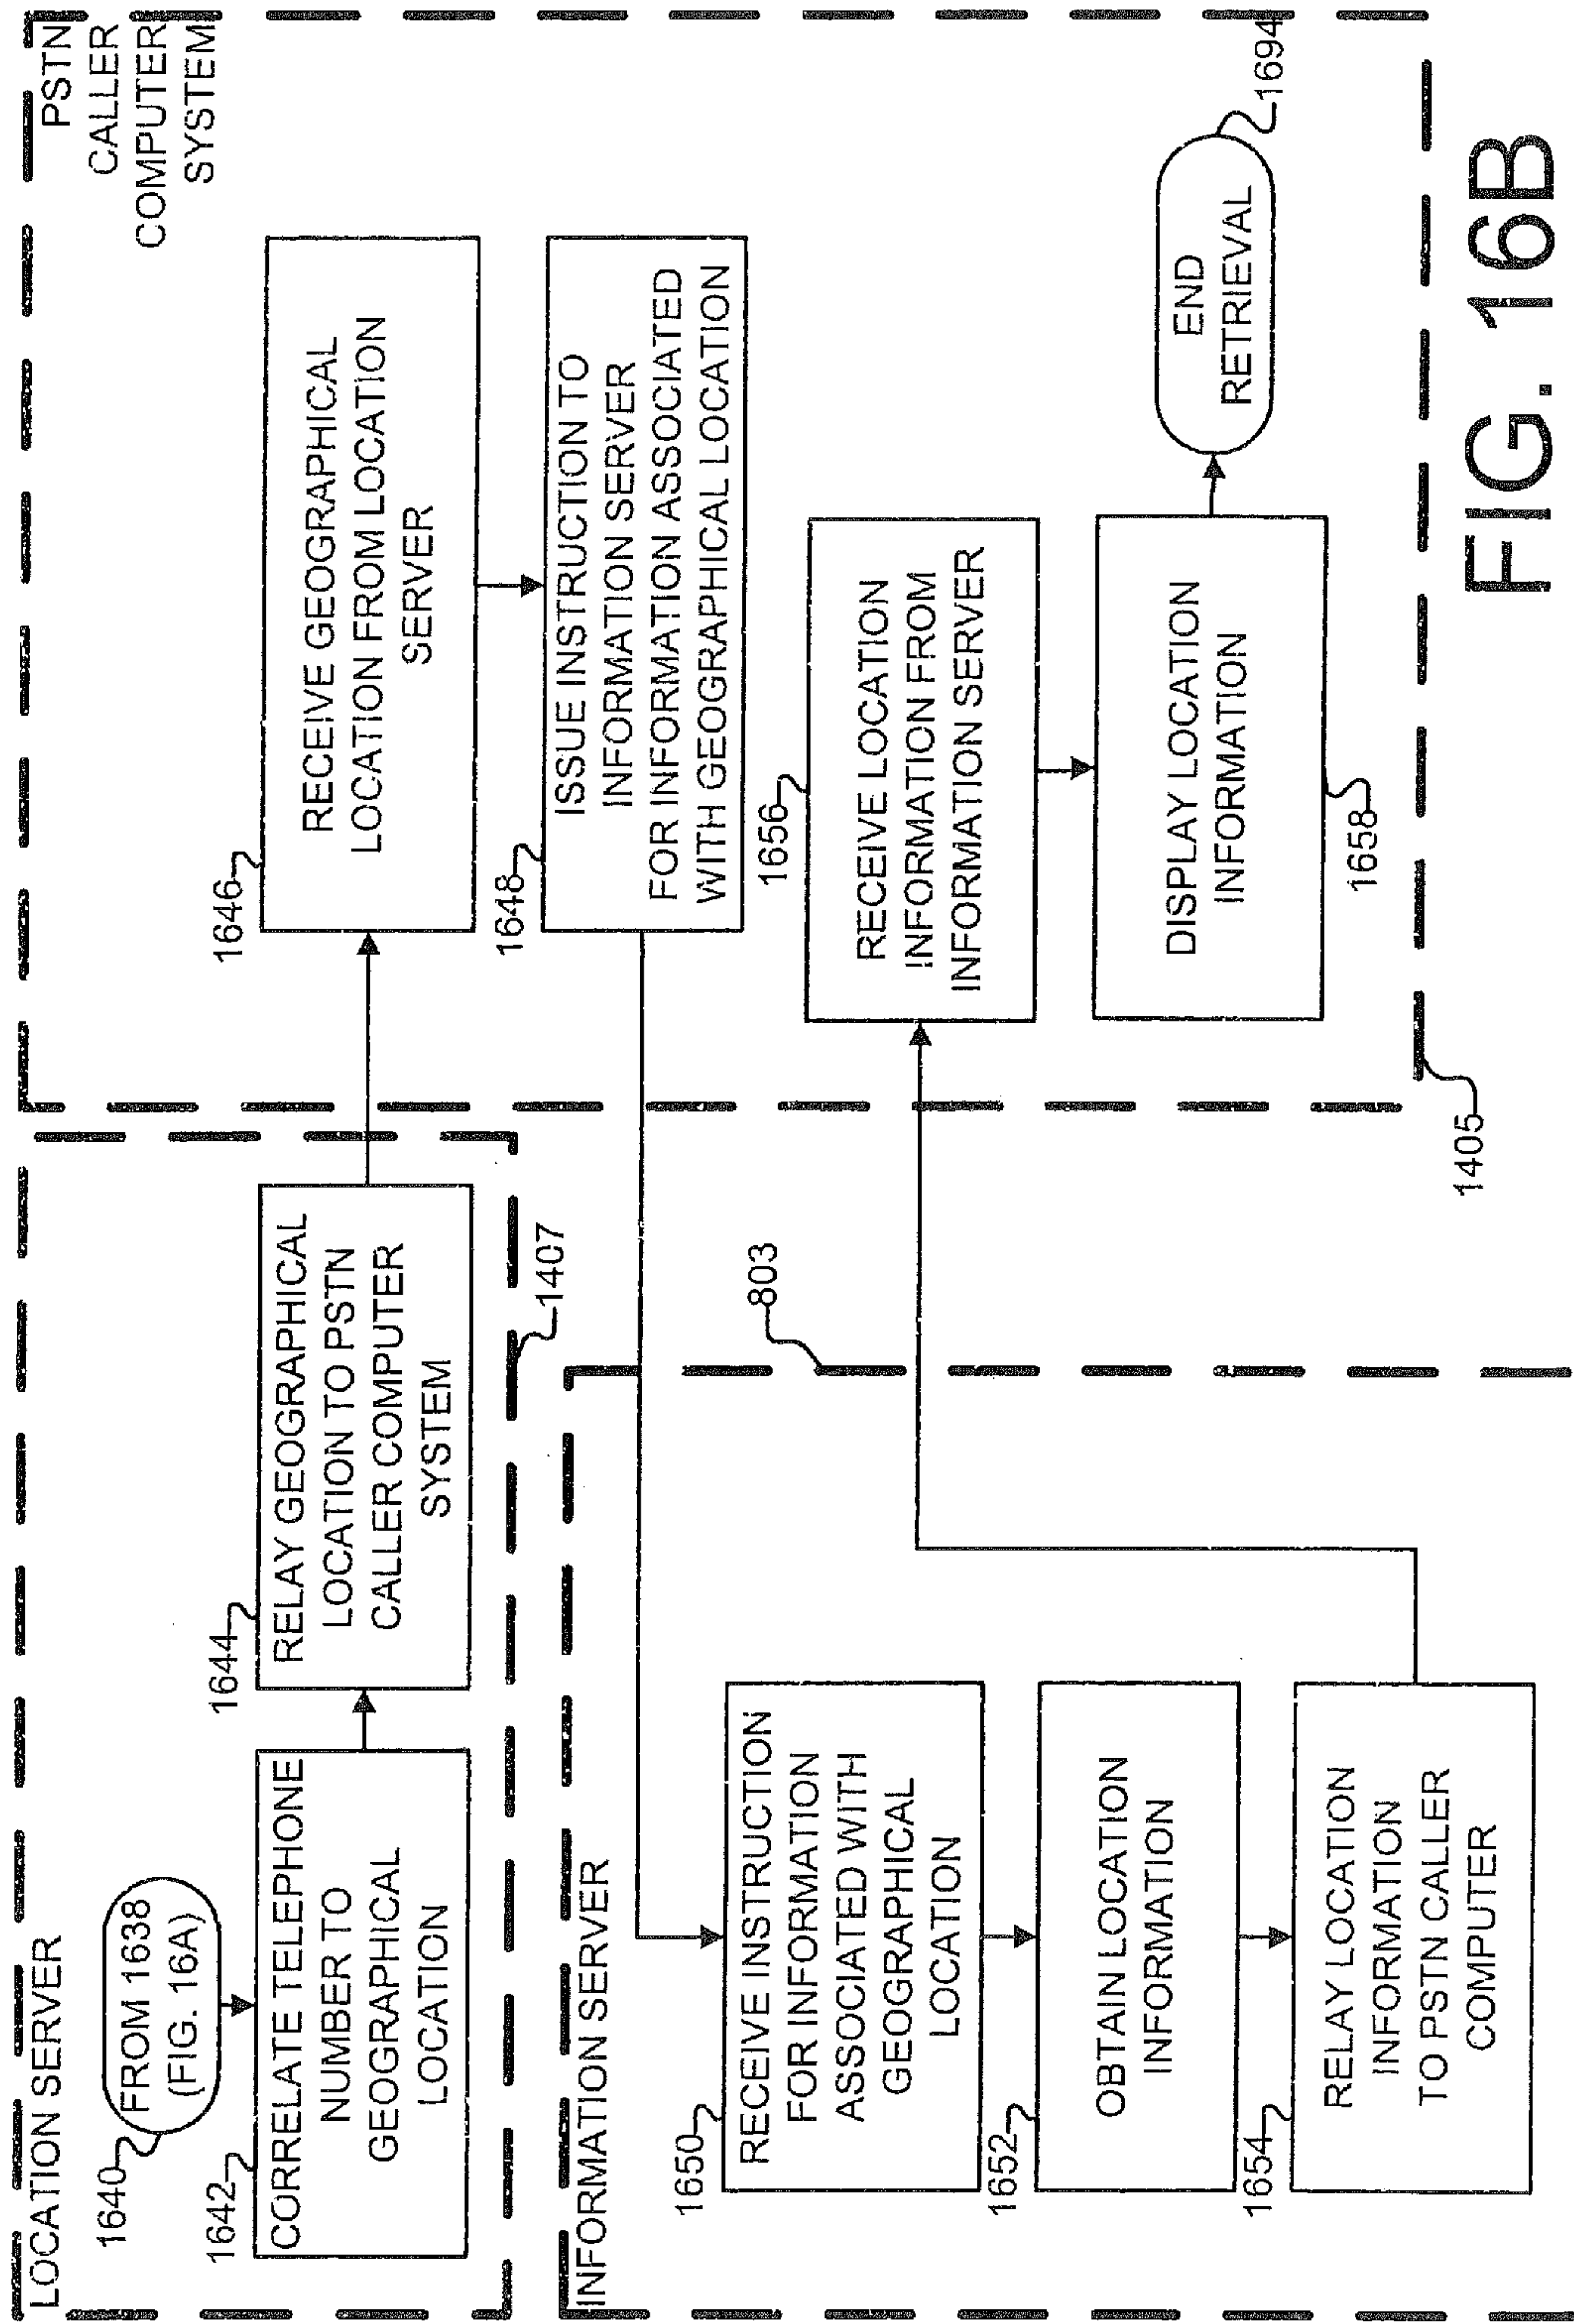 LOCATION SERVER
1640
FROM 1638
(FIG. 16A)
1642
CORRELATE TELEPHONE
NUMBER TO
GEOGRAPHICAL
LOCATION
1644
RELAY GEOGRAPHICAL
LOCATION TO PSTN
CALLER COMPUTER
SYSTEM
1407
PSTN
CALLER
COMPUTER
SYSTEM
1646
RECEIVE GEOGRAPHICAL
LOCATION FROM LOCATION
SERVER
1648
ISSUE INSTRUCTION TO
INFORMATION SERVER
FOR INFORMATION ASSOCIATED
WITH GEOGRAPHICAL LOCATION
INFORMATION SERVER
803
1650
RECEIVE INSTRUCTION
FOR INFORMATION
ASSOCIATED WITH
GEOGRAPHICAL
LOCATION
1652
OBTAIN LOCATION
INFORMATION
1654
RELAY LOCATION
INFORMATION
TO PSTN CALLER
COMPUTER
1656
RECEIVE LOCATION
INFORMATION FROM
INFORMATION SERVER
DISPLAY LOCATION
INFORMATION
1658
END
RETRIEVAL
1694
1405
FIG. 16B